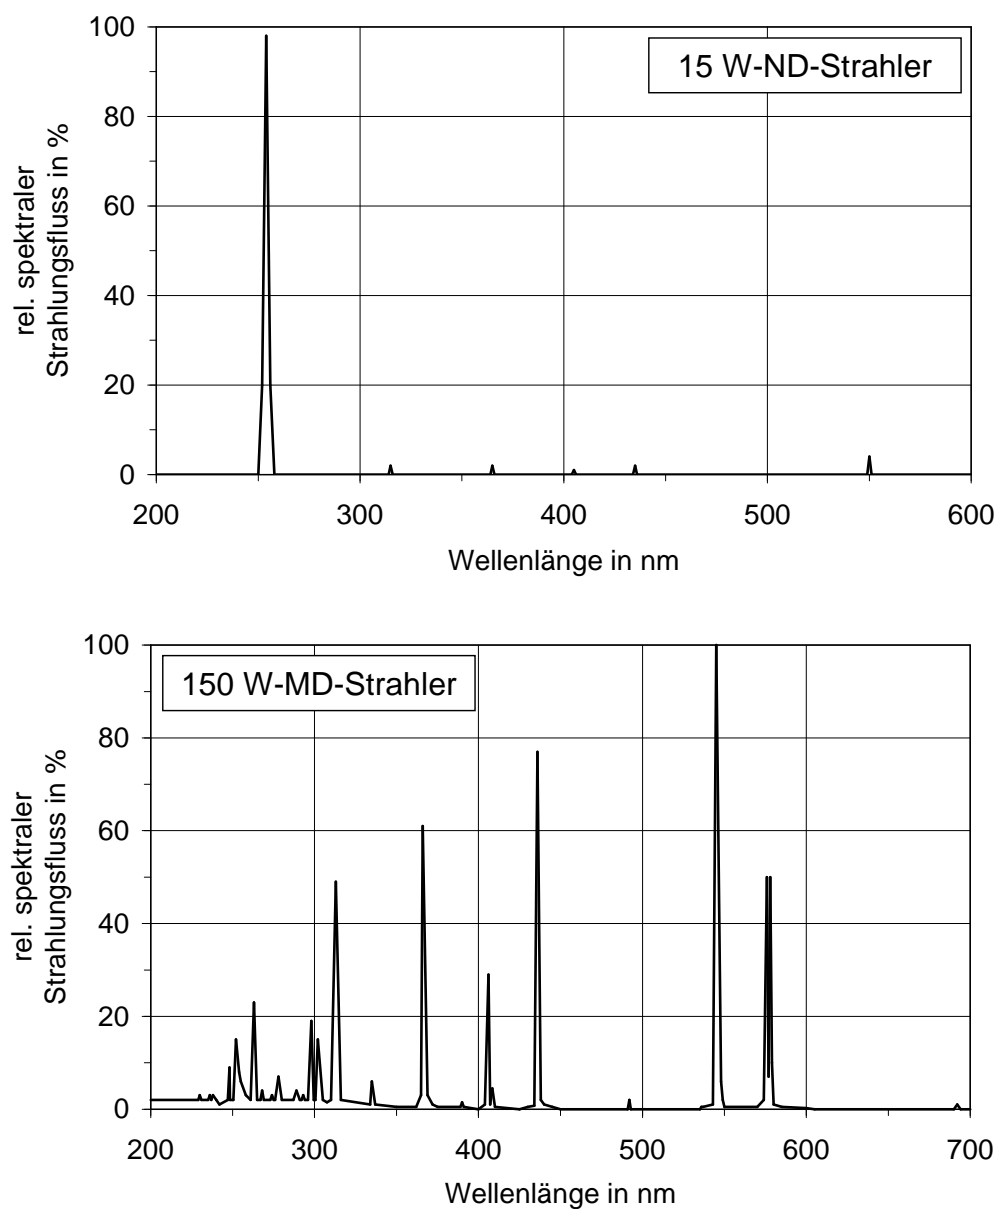 100
80
60
40
20
0
rel. spektraler
Strahlungsfluss in %
15 W-ND-Strahler
200 300 400 500 600
Wellenlänge in nm
100
80
60
40
20
0
rel. spektraler
Strahlungsfluss in %
150 W-MD-Strahler
200 300 400 500 600 700
Wellenlänge in nm